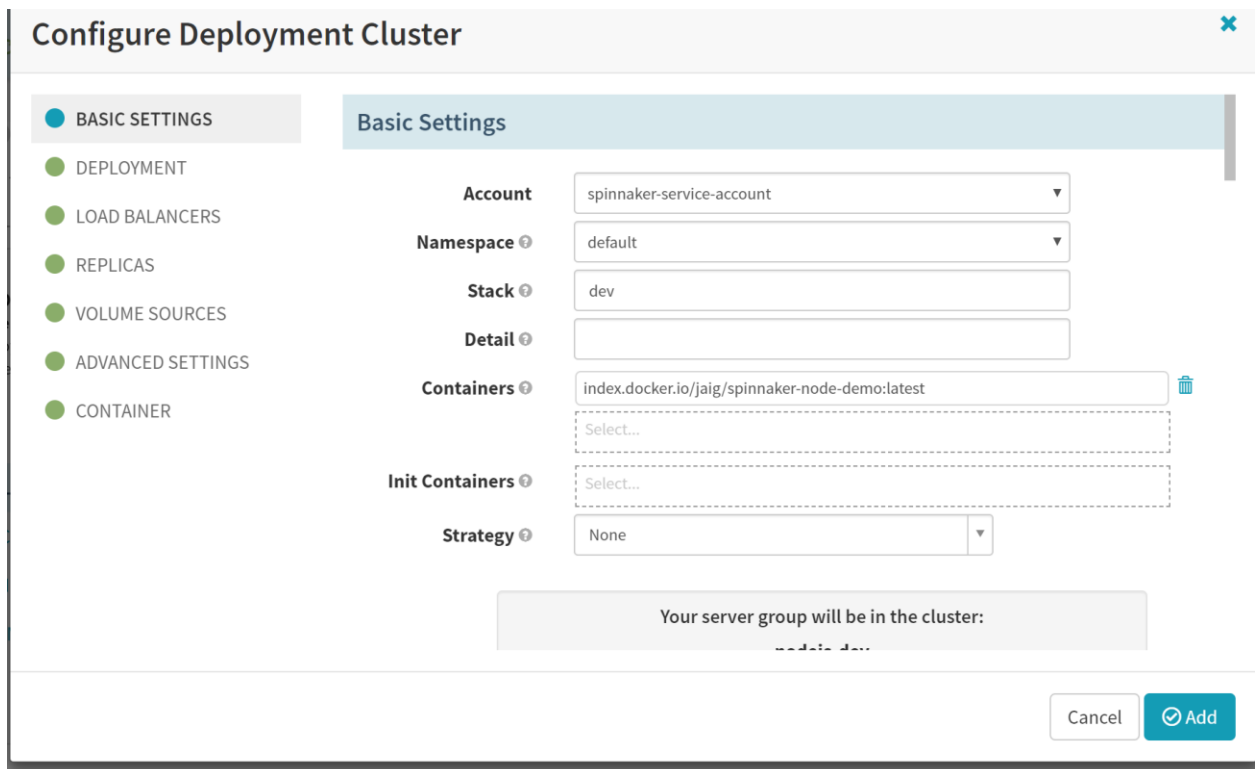 Configure Deployment Cluster
BASIC SETTINGS
DEPLOYMENT
LOAD BALANCERS
REPLICAS
VOLUME SOURCES
ADVANCED SETTINGS
CONTAINER
Basic Settings
Account spinnaker-service-account
Namespace default
Stack dev
Detail
Containers index.docker.io/jaig/spinnaker-node-demo:latest
Select...
Init Containers Select...
Strategy None
Your server group will be in the cluster:
Cancel Add